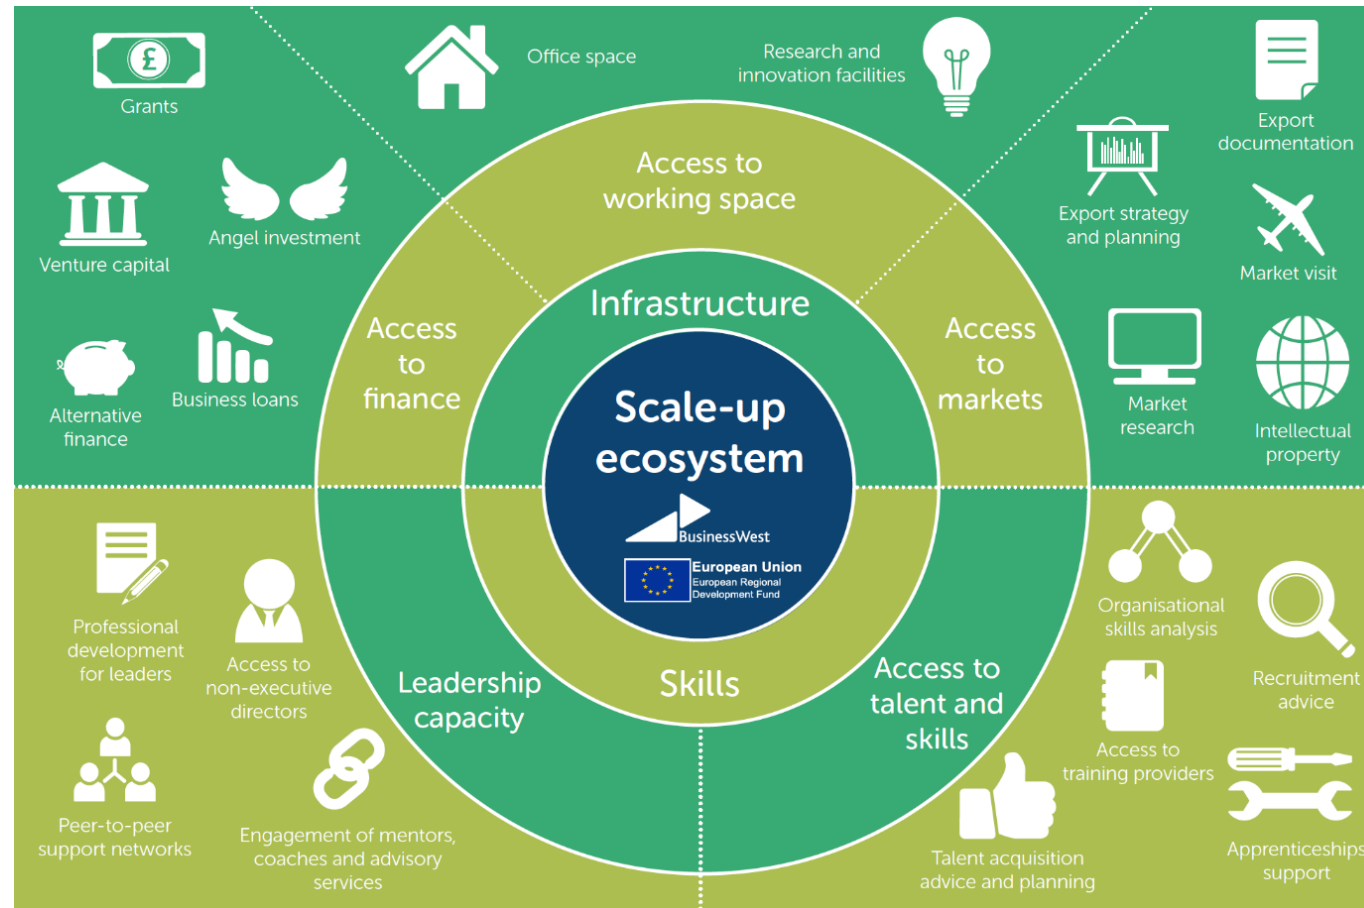 £
Grants
Office space
Research and
innovation facilities
Export
documentation
Venture capital
Angel investment
Access to
working space
Export strategy
and planning
Market visit
Alternative
finance
Business loans
Access
to
finance
Infrastructure
Access
to
markets
Market
research
Intellectual
property
Scale-up
ecosystem
BusinessWest
European Union
European Regional
Development Fund
Professional
development
for leaders
Access to
non-executive
directors
Leadership
capacity
Skills
Access to
talent and
skills
Organisational
skills analysis
Recruitment
advice
Peer-to-peer
support networks
Engagement of mentors,
coaches and advisory
services
Access to
training providers
Talent acquisition
advice and planning
Apprenticeships
support